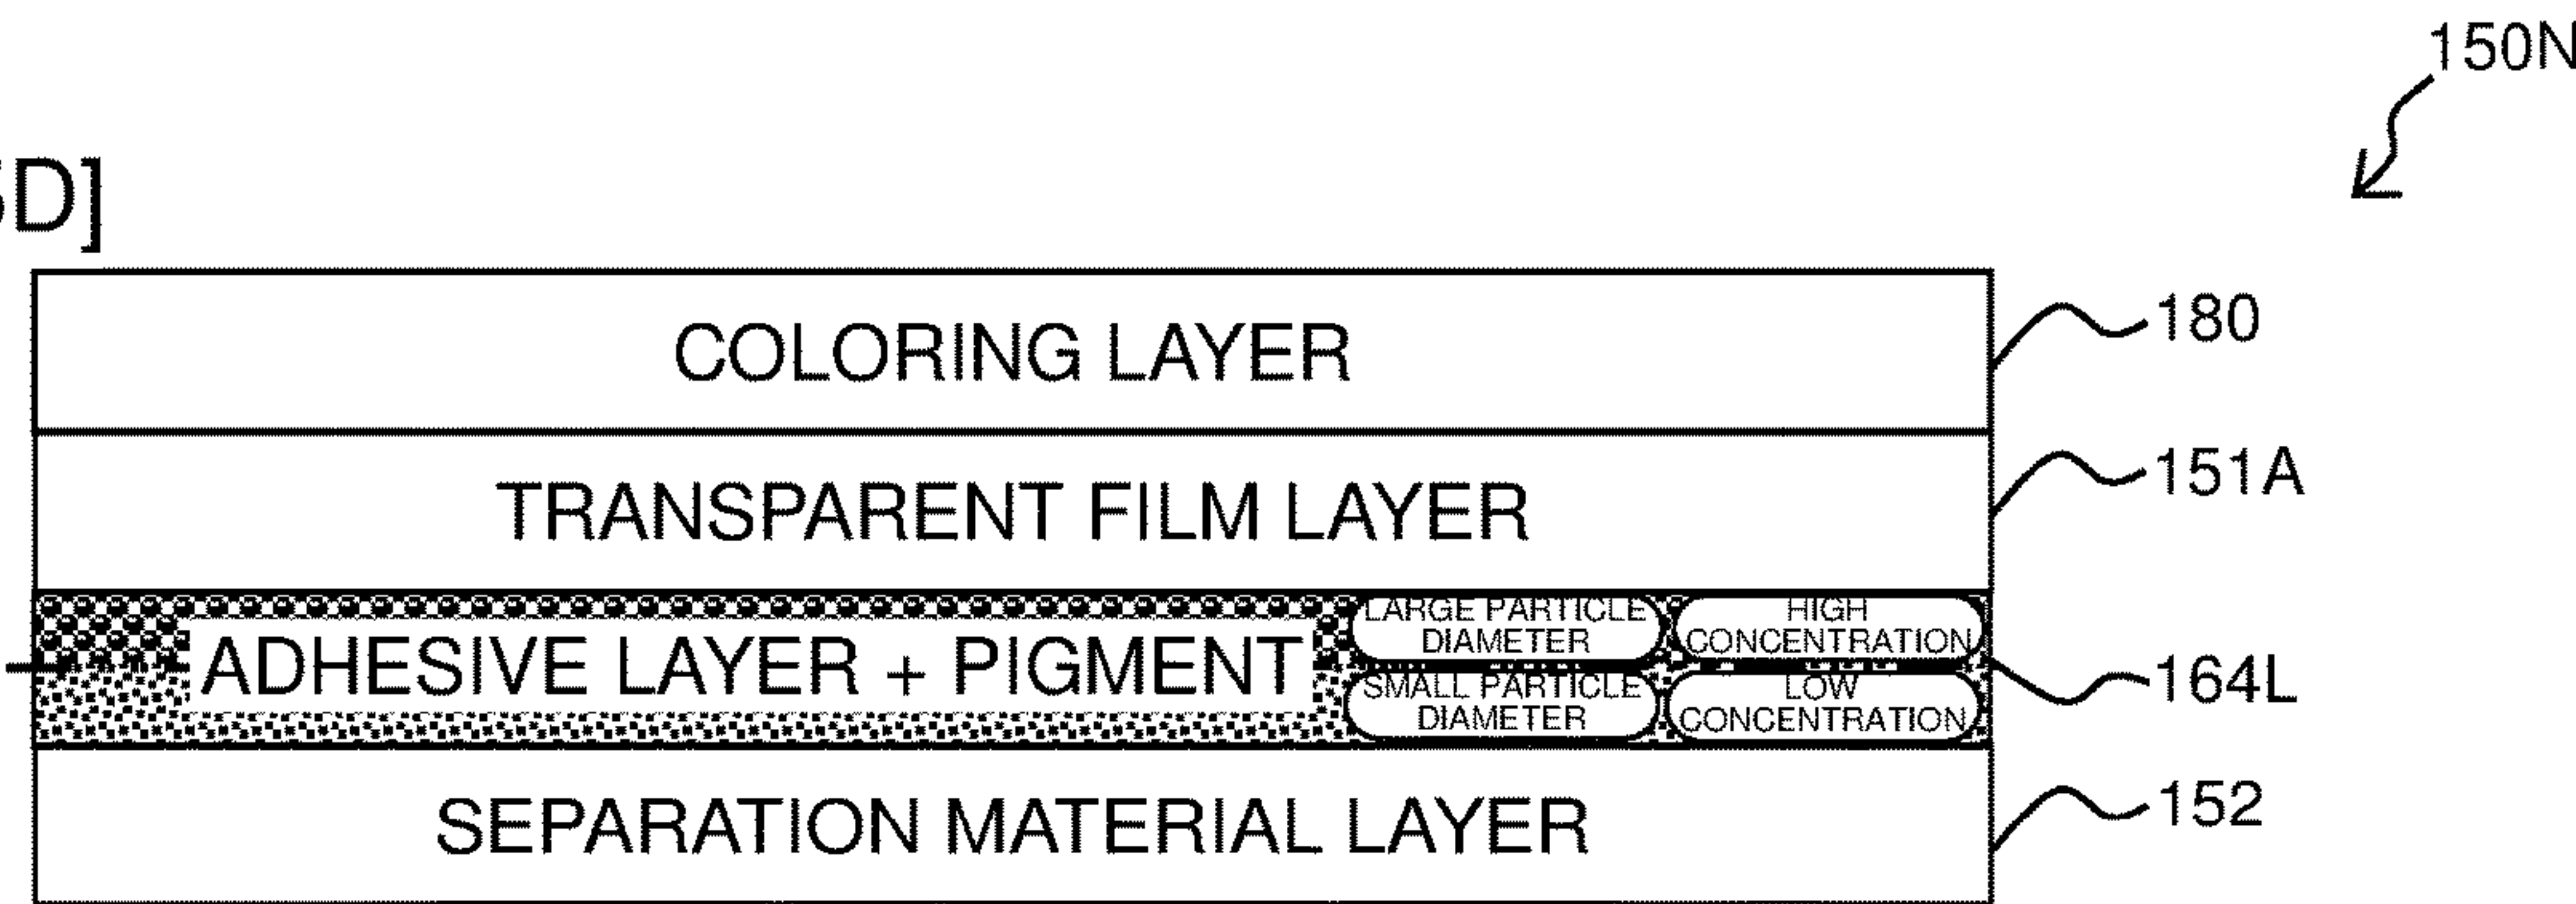 150N
5D]
COLORING LAYER
180
TRANSPARENT FILM LAYER
151A
ADHESIVE LAYER + PIGMENT
LARGE PARTICLE
DIAMETER
HIGH
CONCENTRATION
SMALL PARTICLE
DIAMETER
LOW
CONCENTRATION
164L
SEPARATION MATERIAL LAYER
152